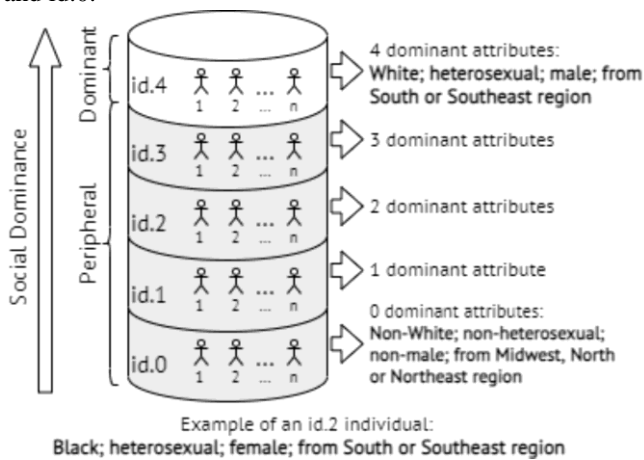 and id.0.
Social Dominance
Dominant
Peripheral
id.4
1 2 ... n
4 dominant attributes:
White; heterosexual; male; from
South or Southeast region
id.3
1 2 ... n
3 dominant attributes
id.2
1 2 ... n
2 dominant attributes
id.1
1 2 ... n
1 dominant attribute
id.0
1 2 ... n
0 dominant attributes:
Non-White; non-heterosexual;
non-male; from Midwest, North
or Northeast region
Example of an id.2 individual:
Black; heterosexual; female; from South or Southeast region